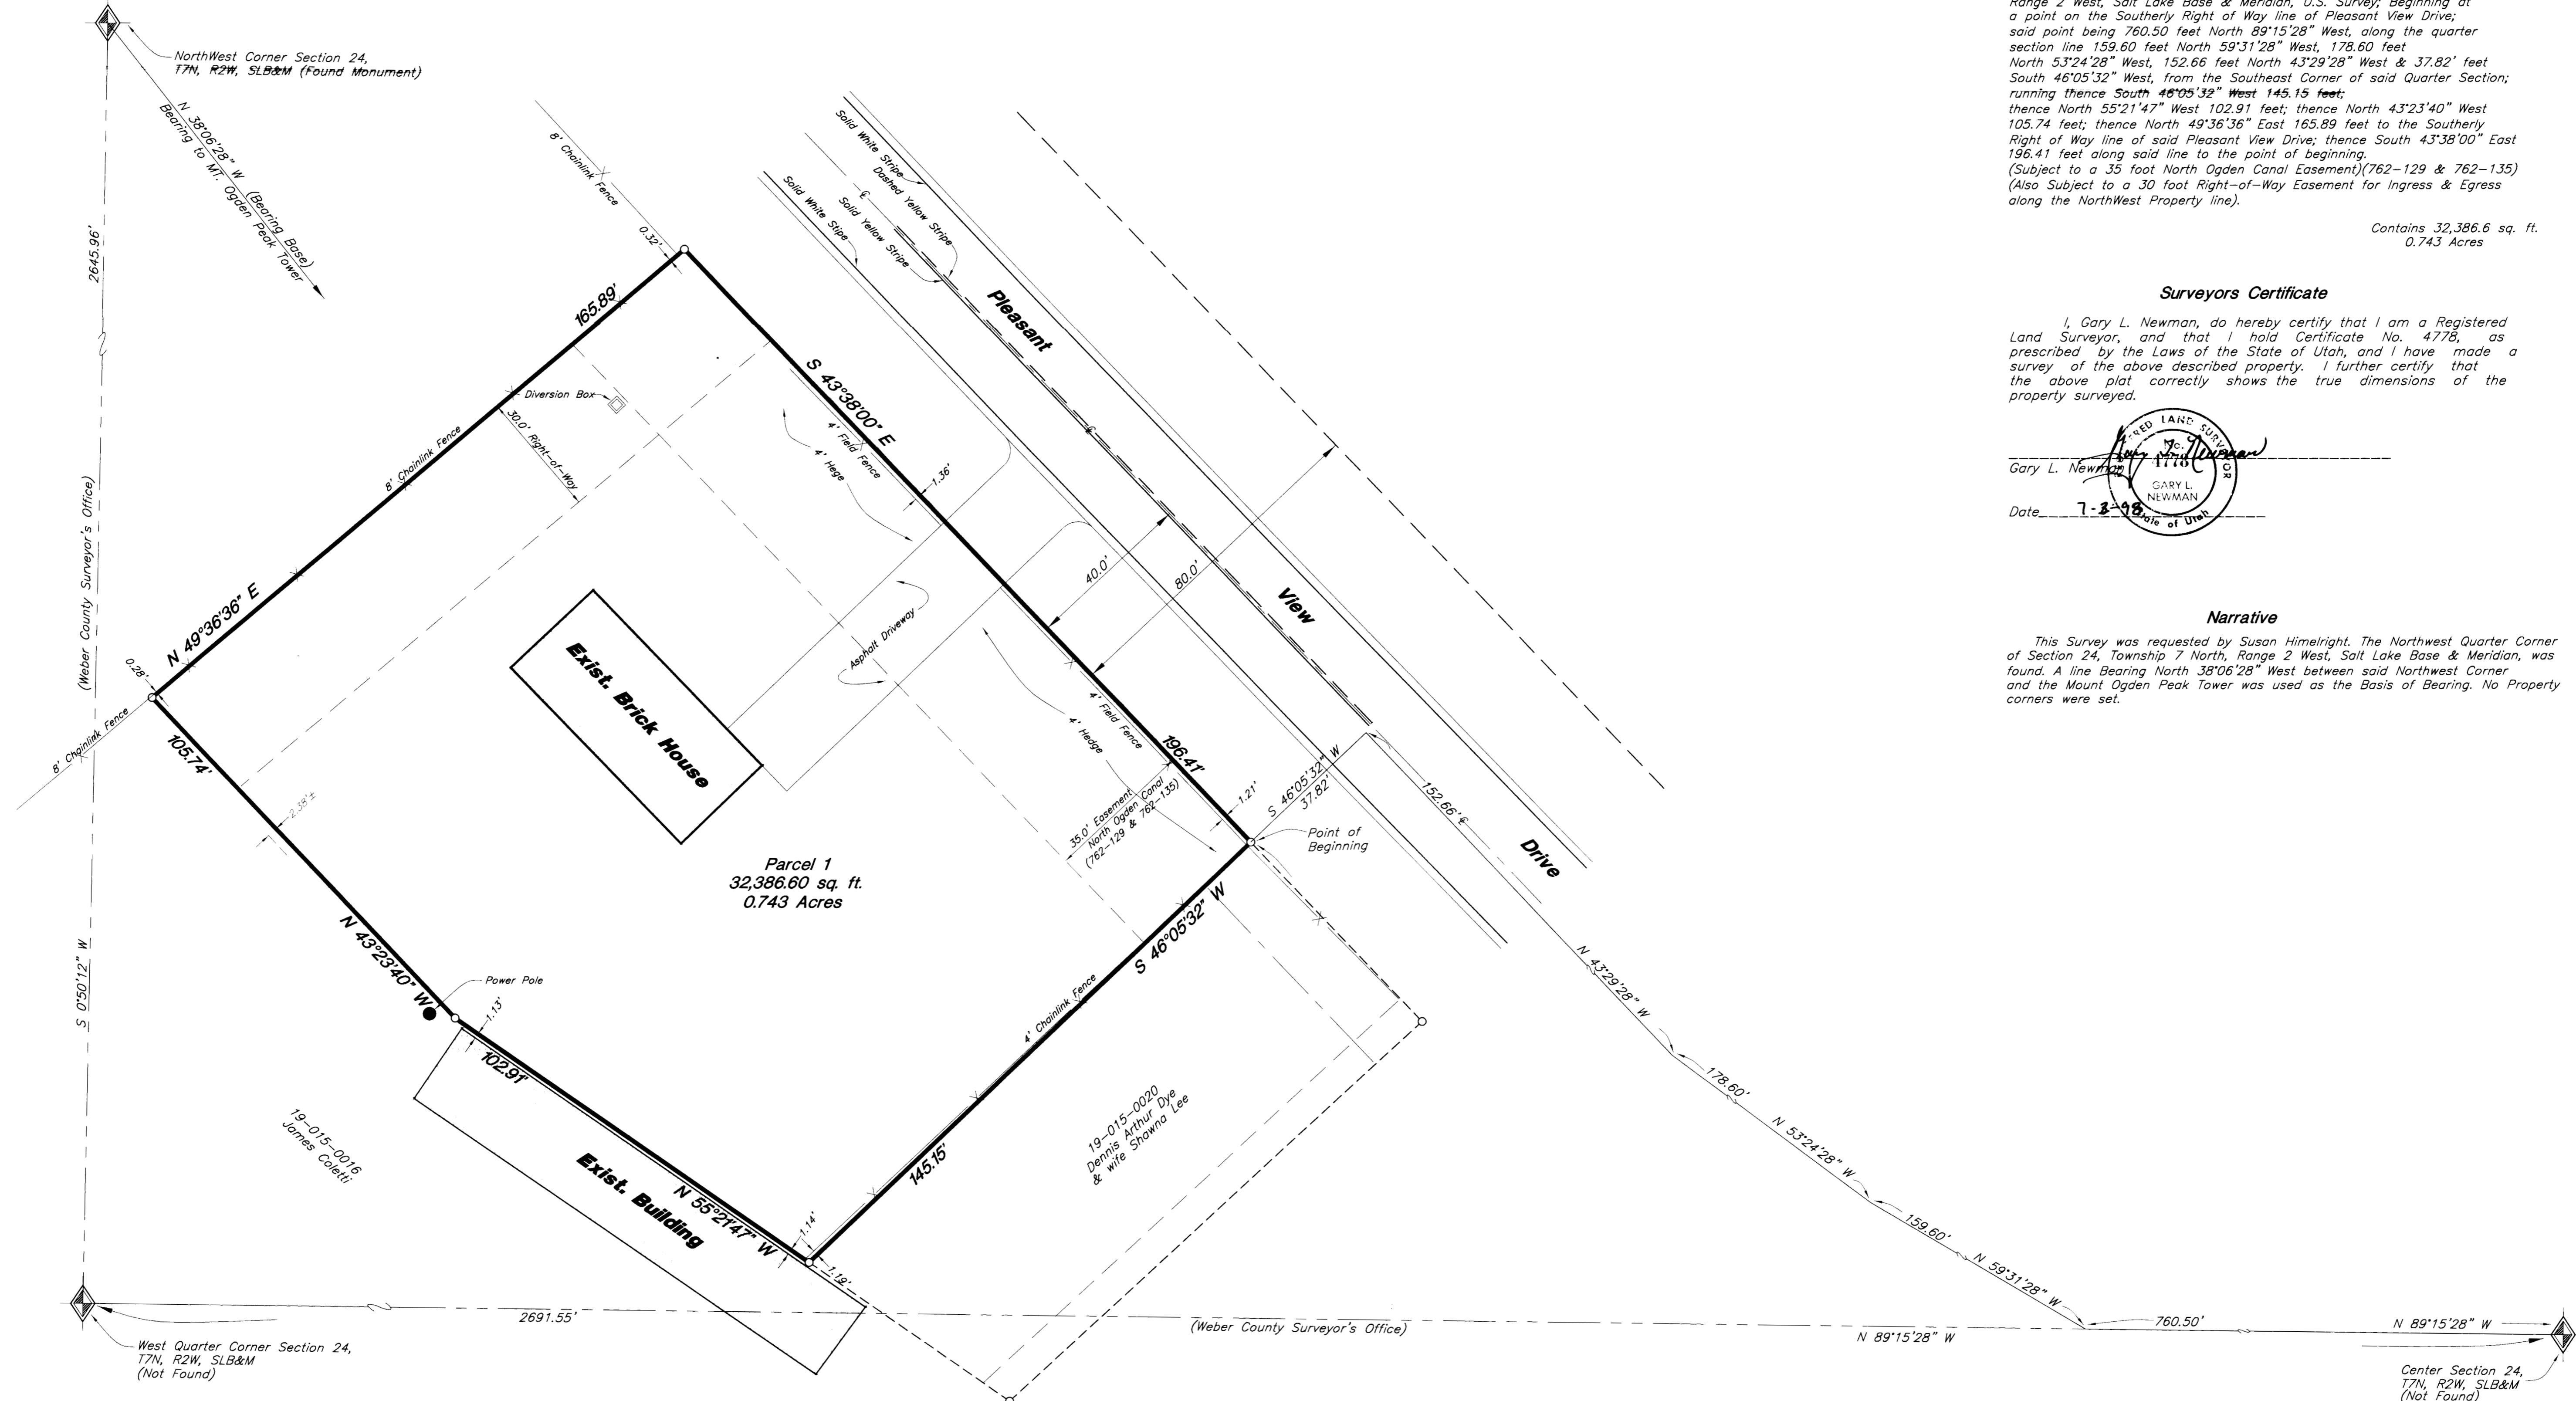 NorthWest Corner Section 24,
T7N, R2W, SLB&M (Found Monument)
N 38°06'28" W (Bearing Base)
Bearing to MT. Ogden Peak Tower
2645.96'
(Weber County Surveyor's Office)
S 0°50'12" W
8' Chainlink Fence
0.32'
165.89'
Solid White Stripe
Dashed Yellow Stripe
Solid Yellow Stripe
Solid White Stipe
Pleasant
View
Drive
S 43°38'00" E
4' Field Fence
4' Hege
1.36'
Diversion Box
30.0' Right-of-Way
8' Chainlink Fence
N 49°36'36" E
0.28'
8' Chainlink Fence
105.74'
2.38'±
40.0'
80.0'
Asphalt Driveway
Exist. Brick House
4' Field Fence
4' Hedge
196.41'
35.0' Easement
North Ogden Canal
(762-129 & 762-135)
1.21'
S 46°05'32" W
37.82'
152.66'
Point of
Beginning
Parcel 1
32,386.60 sq. ft.
0.743 Acres
S 46°05'32" W
4' Chainlink Fence
145.15'
N 43°23'40" W
Power Pole
1.13'
102.91'
Exist. Building
N 55°21'47" W
1.14'
1.19'
19-015-0016
James Coletti
19-015-0020
Dennis Arthur Dye
& wife Shawna Lee
N 43°29'28" W
178.60'
N 53°24'28" W
159.60'
N 59°31'28" W
760.50'
N 89°15'28" W
2691.55'
(Weber County Surveyor's Office)
N 89°15'28" W
West Quarter Corner Section 24,
T7N, R2W, SLB&M
(Not Found)
Center Section 24,
T7N, R2W, SLB&M
(Not Found)
Range 2 West, Salt Lake Base & Meridian, U.S. Survey; Beginning at
a point on the Southerly Right of Way line of Pleasant View Drive;
said point being 760.50 feet North 89°15'28" West, along the quarter
section line 159.60 feet North 59°31'28" West, 178.60 feet
North 53°24'28" West, 152.66 feet North 43°29'28" West & 37.82' feet
South 46°05'32" West, from the Southeast Corner of said Quarter Section;
running thence South 46°05'32" West 145.15 feet;
thence North 55°21'47" West 102.91 feet; thence North 43°23'40" West
105.74 feet; thence North 49°36'36" East 165.89 feet to the Southerly
Right of Way line of said Pleasant View Drive; thence South 43°38'00" East
196.41 feet along said line to the point of beginning.
(Subject to a 35 foot North Ogden Canal Easement)(762-129 & 762-135)
(Also Subject to a 30 foot Right-of-Way Easement for Ingress & Egress
along the NorthWest Property line).
Contains 32,386.6 sq. ft.
0.743 Acres
Surveyors Certificate
I, Gary L. Newman, do hereby certify that I am a Registered
Land Surveyor, and that I hold Certificate No. 4778, as
prescribed by the Laws of the State of Utah, and I have made a
survey of the above described property. I further certify that
the above plat correctly shows the true dimensions of the
property surveyed.
LAND SURVEYOR
No.
4778
GARY L.
NEWMAN
State of Utah
Gary L. Newman
Gary L. Newman
Date 7-3-98
Narrative
This Survey was requested by Susan Himelright. The Northwest Quarter Corner
of Section 24, Township 7 North, Range 2 West, Salt Lake Base & Meridian, was
found. A line Bearing North 38°06'28" West between said Northwest Corner
and the Mount Ogden Peak Tower was used as the Basis of Bearing. No Property
corners were set.